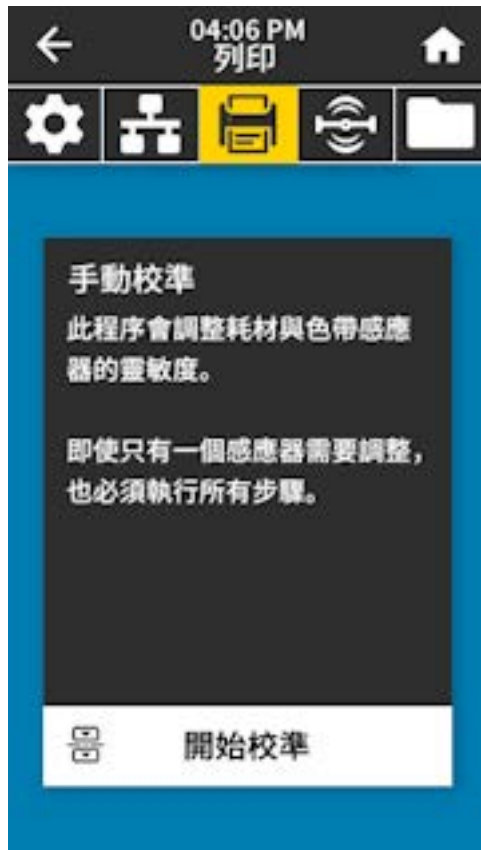 04:06 PM
列印
手動校準
此程序會調整耗材與色帶感應
器的靈敏度。
即使只有一個感應器需要調整，
也必須執行所有步驟。
開始校準